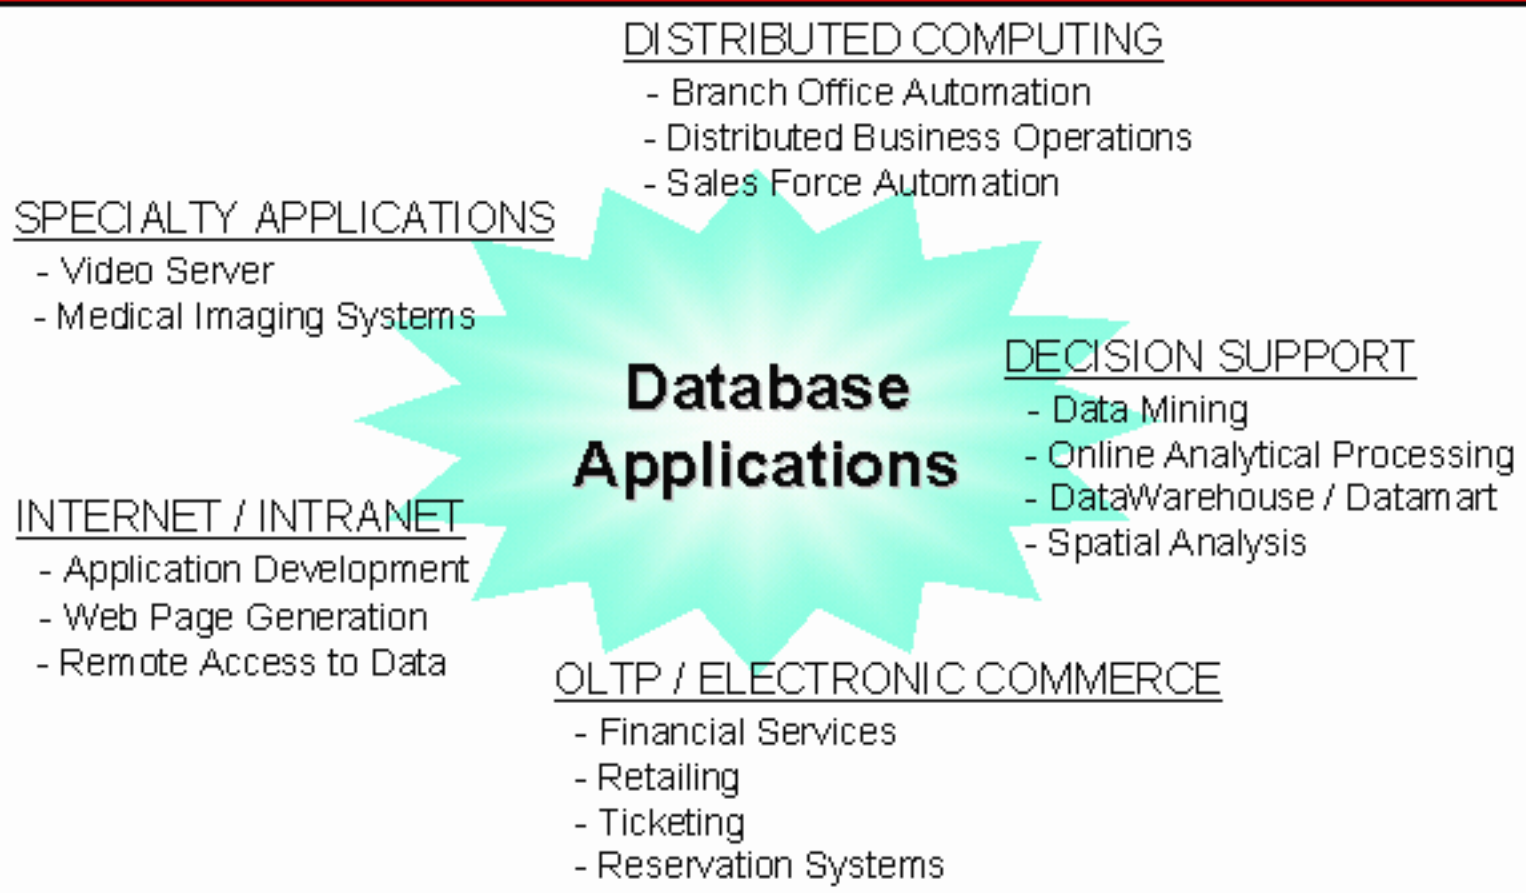 DISTRIBUTED COMPUTING
- Branch Office Automation
- Distributed Business Operations
- Sales Force Automation
SPECIALTY APPLICATIONS
- Video Server
- Medical Imaging Systems
Database
Applications
DECISION SUPPORT
- Data Mining
- Online Analytical Processing
- DataWarehouse / Datamart
- Spatial Analysis
INTERNET / INTRANET
- Application Development
- Web Page Generation
- Remote Access to Data
OLTP / ELECTRONIC COMMERCE
- Financial Services
- Retailing
- Ticketing
- Reservation Systems